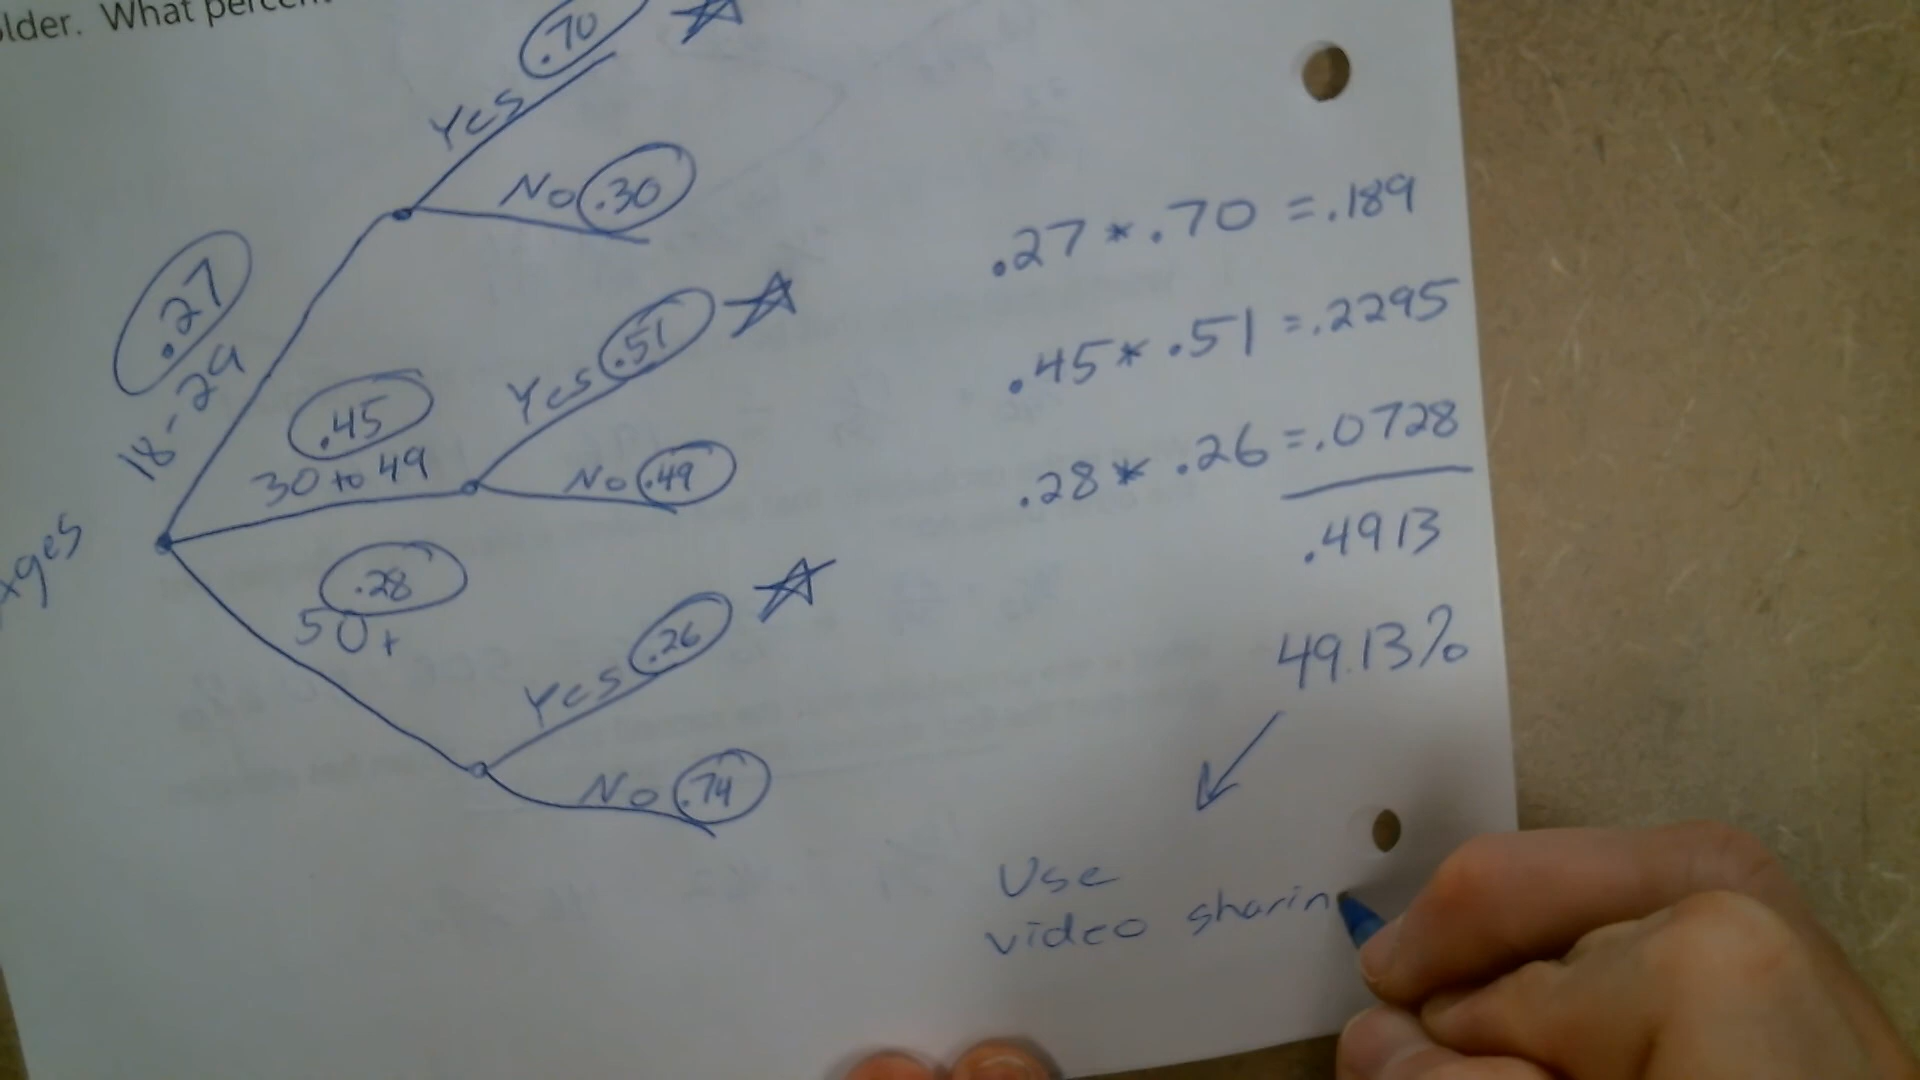 older. What percent
.70
Yes
No .30
.27
18-29
.45
30 to 49
Yes .51
No .49
Ages
.28
50+
Yes .26
No .74
.27 * .70 = .189
.45 * .51 = .2295
.28 * .26 = .0728
.4913
49.13%
Use
video sharin